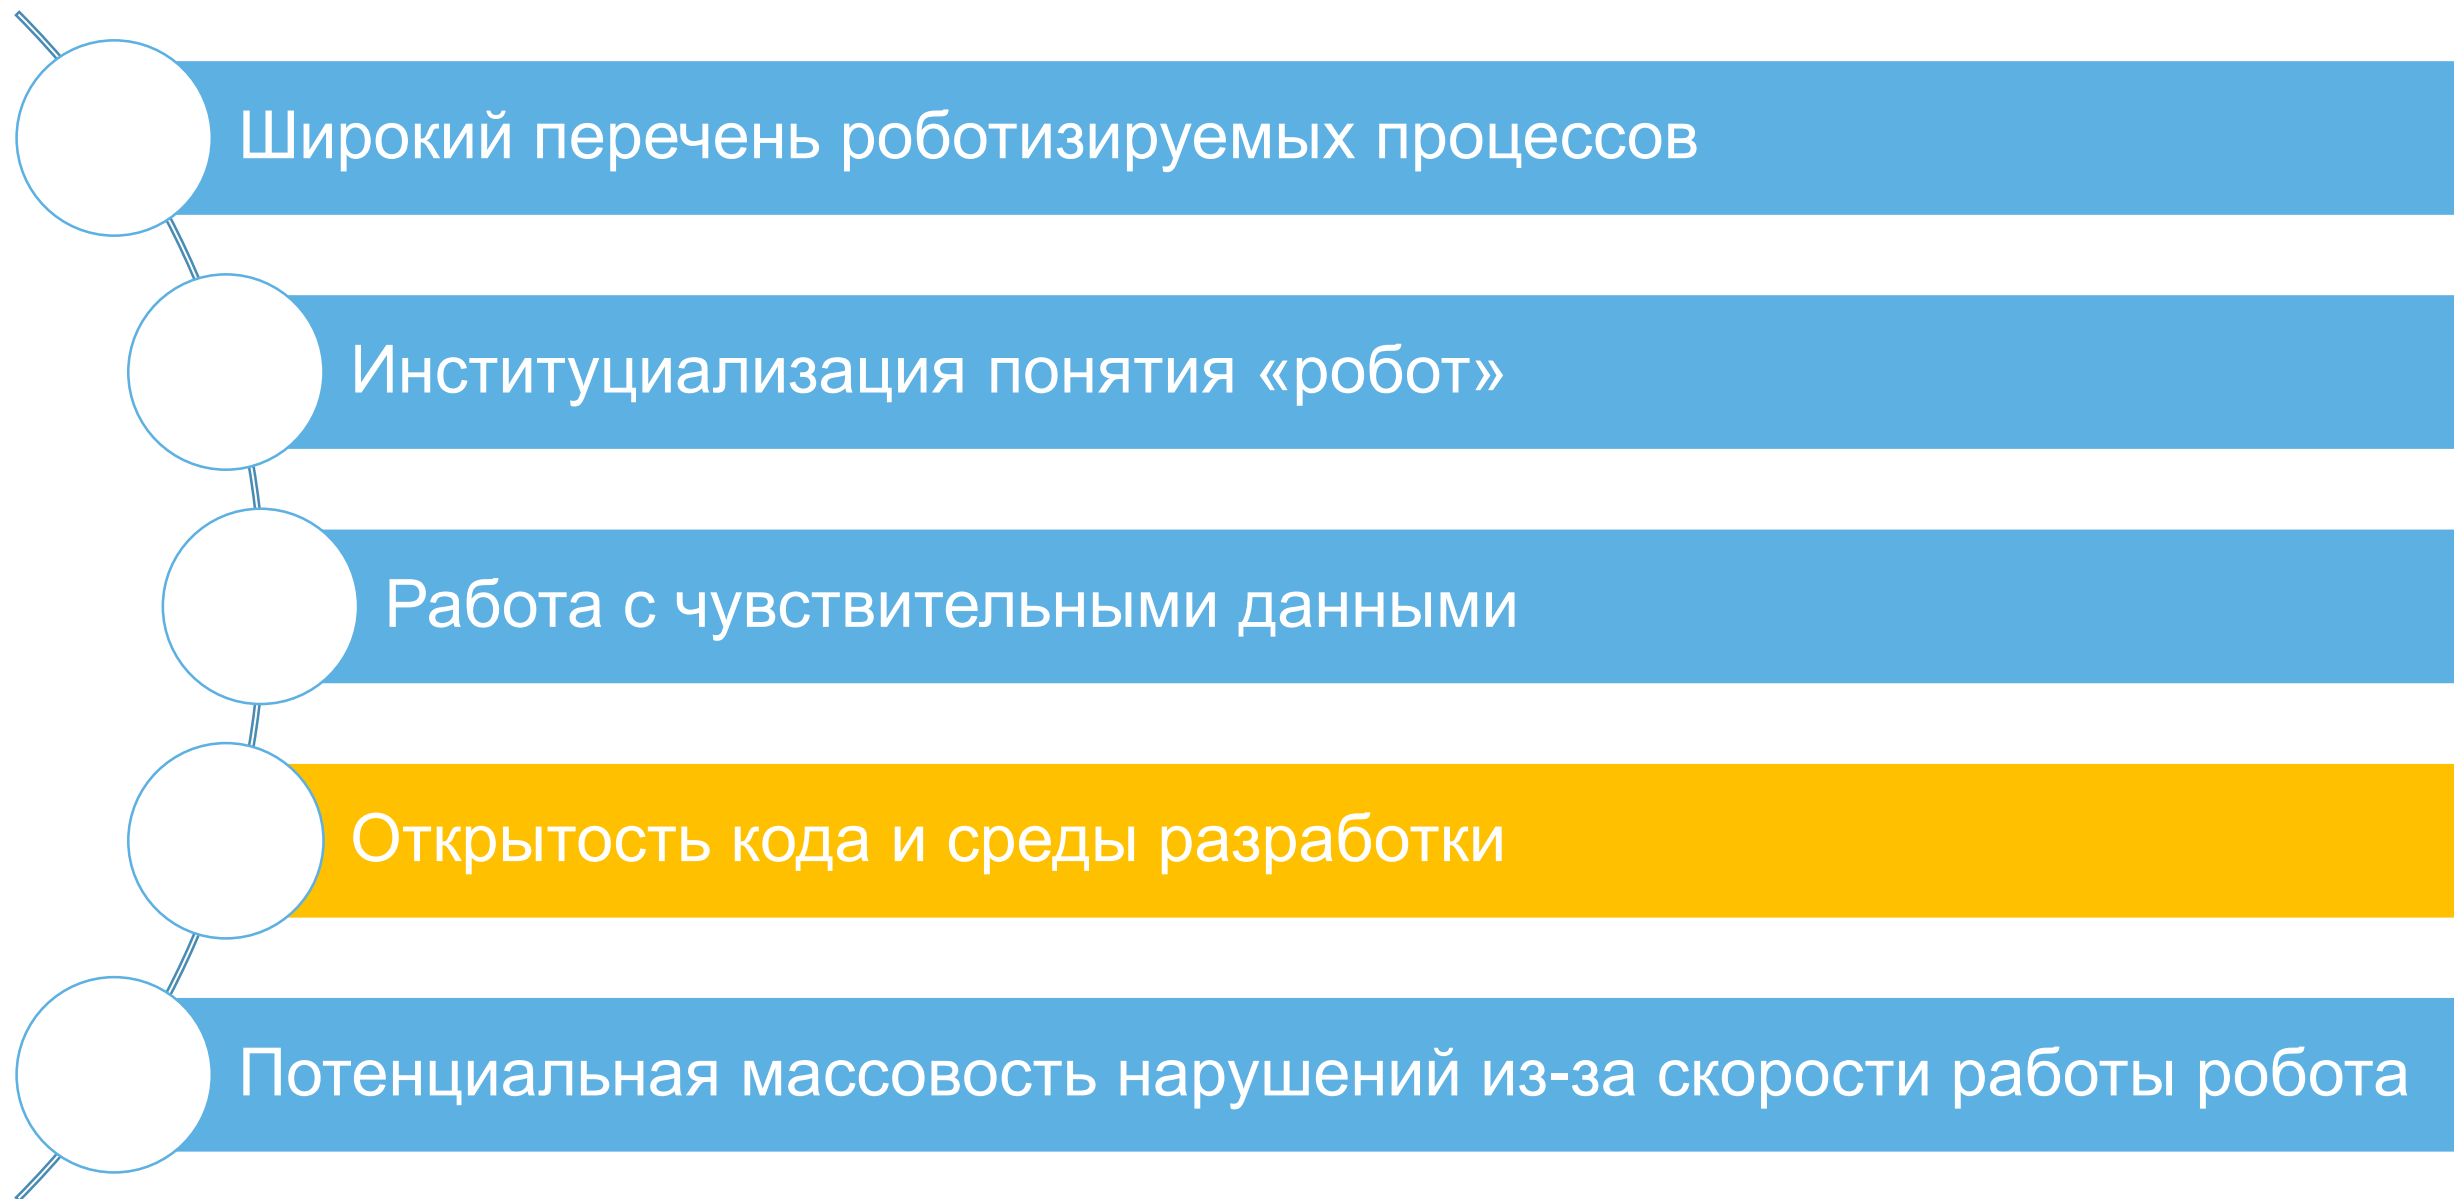 Широкий перечень роботизируемых процессов
Институциализация понятия «робот»
Работа с чувствительными данными
Открытость кода и среды разработки
Потенциальная массовость нарушений из-за скорости работы робота